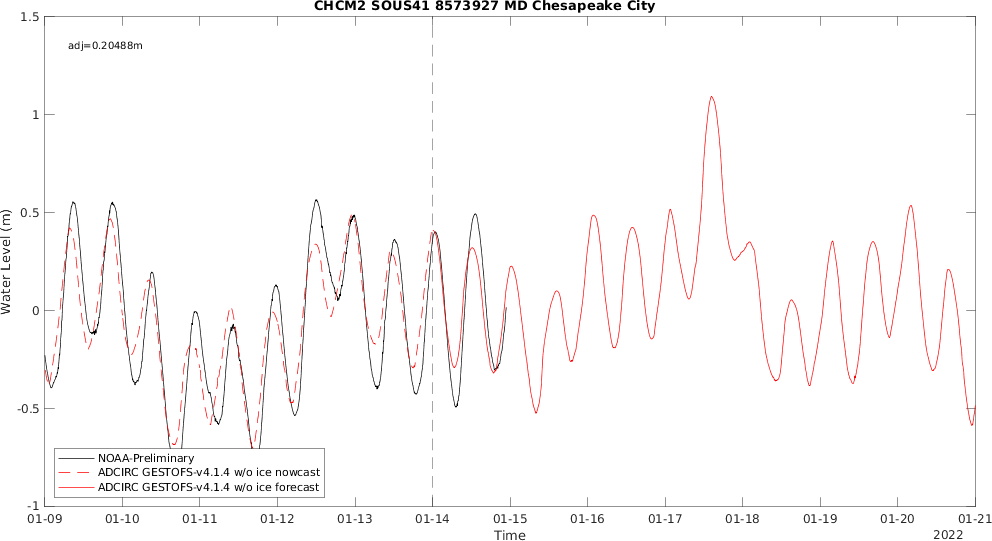 CHCM2 SOUS41 8573927 MD Chesapeake City
adj=0.20488m
1.5
1
0.5
0
-0.5
-1
Water Level (m)
NOAA-Preliminary
ADCIRC GESTOFS-v4.1.4 w/o ice nowcast
ADCIRC GESTOFS-v4.1.4 w/o ice forecast
01-09 01-10 01-11 01-12 01-13 01-14 01-15 01-16 01-17 01-18 01-19 01-20 01-21
Time
2022